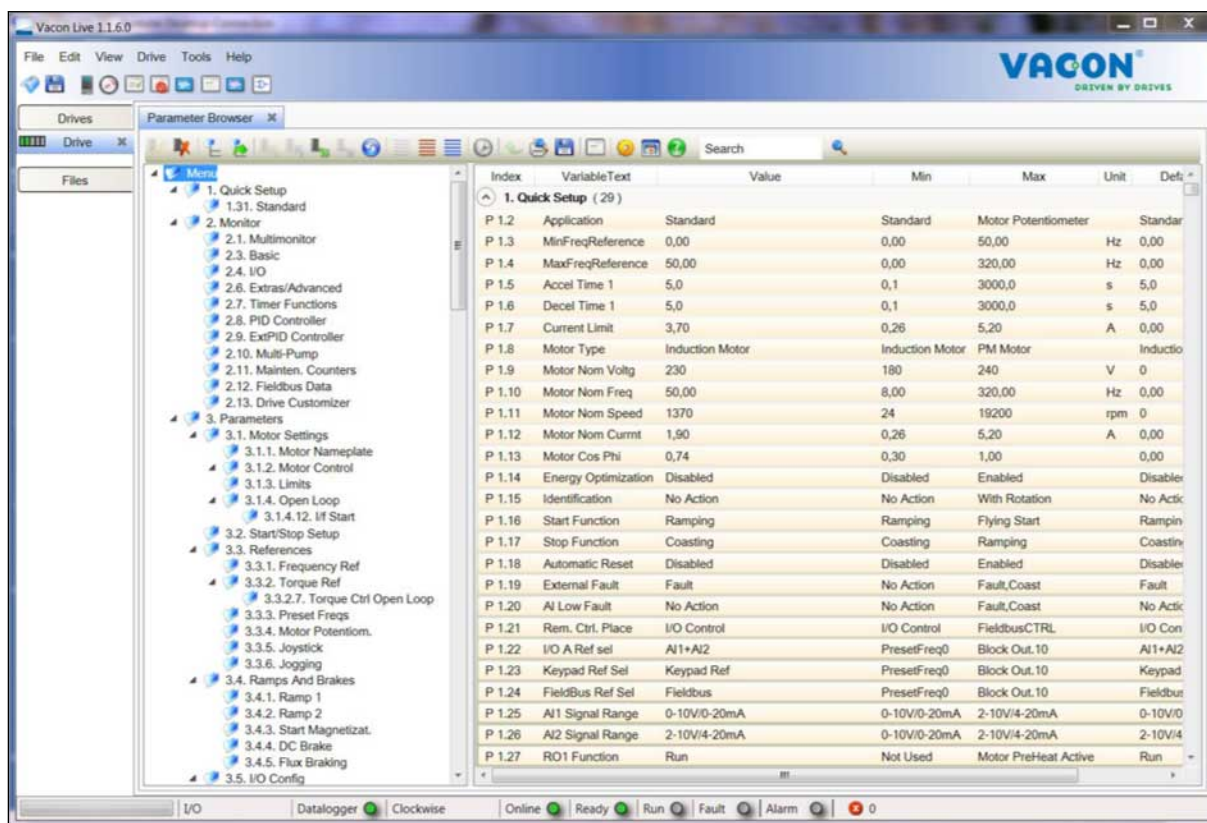 Vacon Live 1.1.6.0
File Edit View Drive Tools Help
VACON®
DRIVEN BY DRIVES
Drives
Drive
Files
Parameter Browser
Search
Menu
1. Quick Setup
1.31. Standard
2. Monitor
2.1. Multimonitor
2.3. Basic
2.4. I/O
2.6. Extras/Advanced
2.7. Timer Functions
2.8. PID Controller
2.9. ExtPID Controller
2.10. Multi-Pump
2.11. Mainten. Counters
2.12. Fieldbus Data
2.13. Drive Customizer
3. Parameters
3.1. Motor Settings
3.1.1. Motor Nameplate
3.1.2. Motor Control
3.1.3. Limits
3.1.4. Open Loop
3.1.4.12. I/f Start
3.2. Start/Stop Setup
3.3. References
3.3.1. Frequency Ref
3.3.2. Torque Ref
3.3.2.7. Torque Ctrl Open Loop
3.3.3. Preset Freqs
3.3.4. Motor Potentiom.
3.3.5. Joystick
3.3.6. Jogging
3.4. Ramps And Brakes
3.4.1. Ramp 1
3.4.2. Ramp 2
3.4.3. Start Magnetizat.
3.4.4. DC Brake
3.4.5. Flux Braking
3.5. I/O Config
Index VariableText Value Min Max Unit Defa
1. Quick Setup (29)
P 1.2 Application Standard Standard Motor Potentiometer Standar
P 1.3 MinFreqReference 0,00 0,00 50,00 Hz 0,00
P 1.4 MaxFreqReference 50,00 0,00 320,00 Hz 0,00
P 1.5 Accel Time 1 5,0 0,1 3000,0 s 5,0
P 1.6 Decel Time 1 5,0 0,1 3000,0 s 5,0
P 1.7 Current Limit 3,70 0,26 5,20 A 0,00
P 1.8 Motor Type Induction Motor Induction Motor PM Motor Inductio
P 1.9 Motor Nom Voltg 230 180 240 V 0
P 1.10 Motor Nom Freq 50,00 8,00 320,00 Hz 0,00
P 1.11 Motor Nom Speed 1370 24 19200 rpm 0
P 1.12 Motor Nom Currnt 1,90 0,26 5,20 A 0,00
P 1.13 Motor Cos Phi 0,74 0,30 1,00 0,00
P 1.14 Energy Optimization Disabled Disabled Enabled Disabled
P 1.15 Identification No Action No Action With Rotation No Actic
P 1.16 Start Function Ramping Ramping Flying Start Rampin
P 1.17 Stop Function Coasting Coasting Ramping Coastin
P 1.18 Automatic Reset Disabled Disabled Enabled Disabled
P 1.19 External Fault Fault No Action Fault,Coast Fault
P 1.20 AI Low Fault No Action No Action Fault,Coast No Actic
P 1.21 Rem. Ctrl. Place I/O Control I/O Control FieldbusCTRL I/O Con
P 1.22 I/O A Ref sel AI1+AI2 PresetFreq0 Block Out.10 AI1+AI2
P 1.23 Keypad Ref Sel Keypad Ref PresetFreq0 Block Out.10 Keypad
P 1.24 FieldBus Ref Sel Fieldbus PresetFreq0 Block Out.10 Fieldbus
P 1.25 AI1 Signal Range 0-10V/0-20mA 0-10V/0-20mA 2-10V/4-20mA 0-10V/0
P 1.26 AI2 Signal Range 2-10V/4-20mA 0-10V/0-20mA 2-10V/4-20mA 2-10V/4
P 1.27 RO1 Function Run Not Used Motor PreHeat Active Run
I/O Datalogger Clockwise Online Ready Run Fault Alarm 0